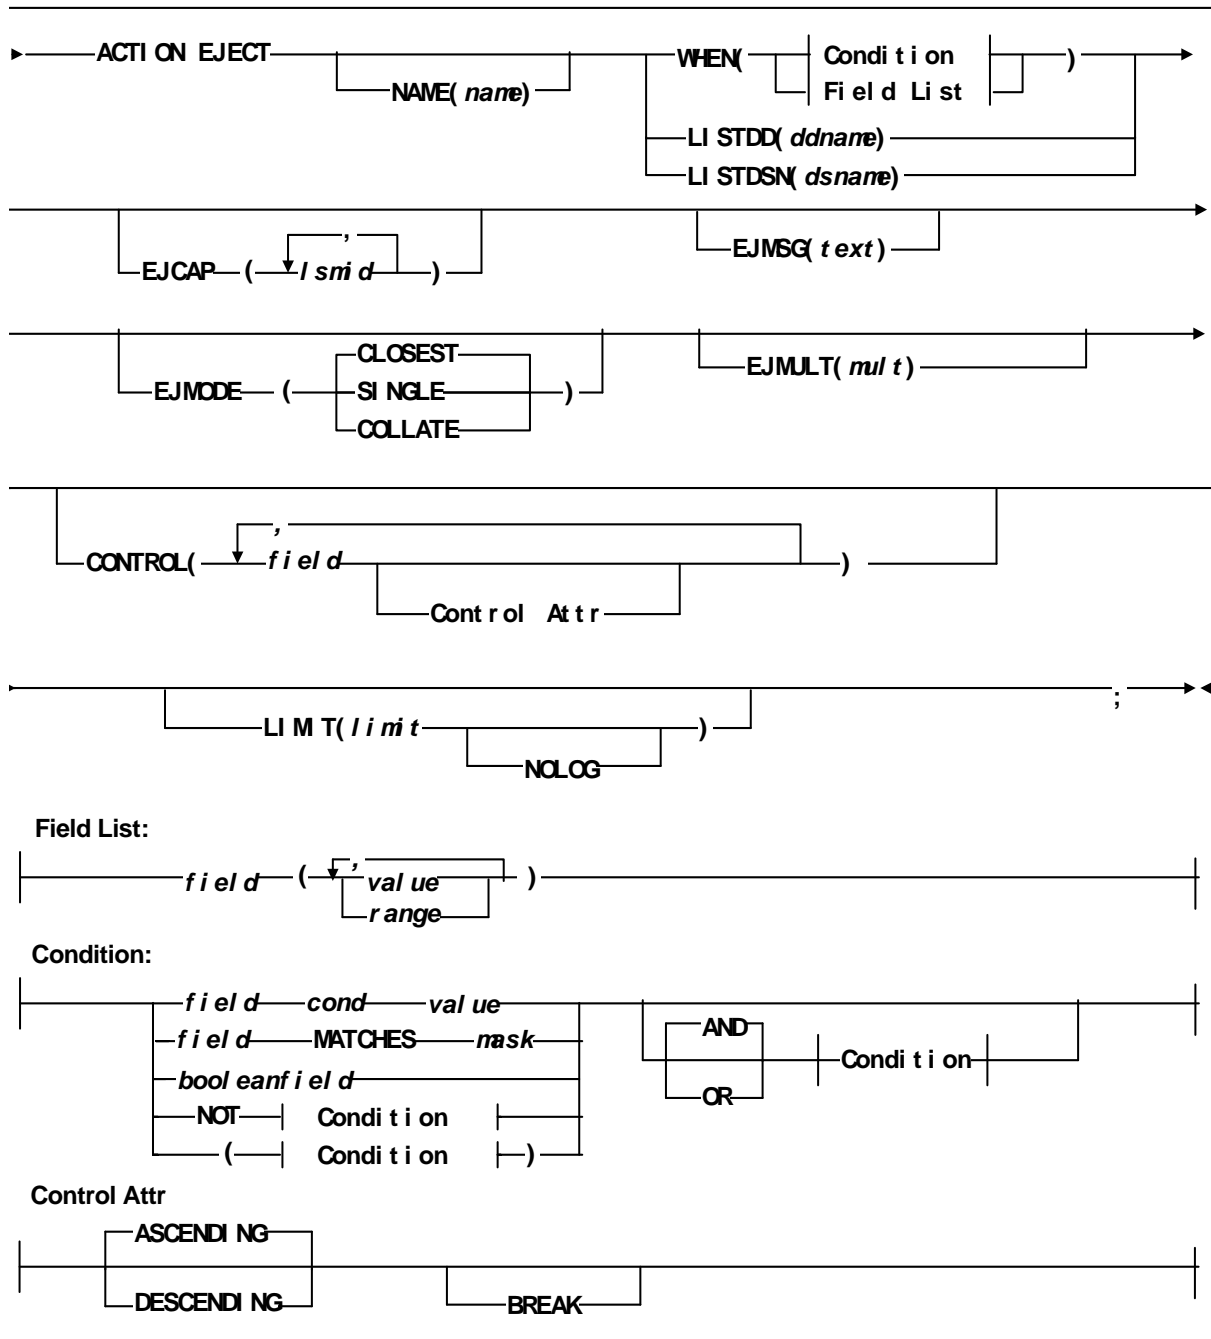 ACTION EJECT
NAME(name)
WHEN(
Condition
Field List
)
LISTDD(ddname)
LISTDSN(dsname)
EJCAP ( lsmid , )
EJMSG(text)
EJMODE (
CLOSEST
SINGLE
COLLATE
)
EJMULT(mult)
CONTROL( field , )
Control Attr
LIMIT(limit )
NOLOG
;
Field List:
field ( , value )
range
Condition:
field cond value
field MATCHES mask
booleanfield
NOT Condition
( Condition )
AND
OR
Condition
Control Attr
ASCENDING
DESCENDING
BREAK